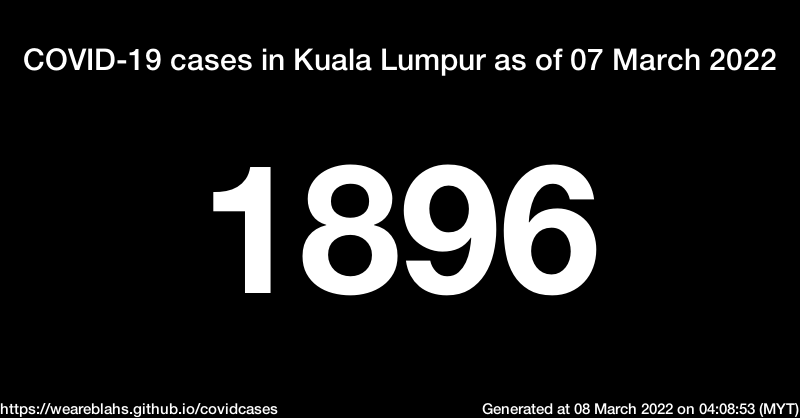 COVID-19 cases in Kuala Lumpur as of 07 March 2022
1896
https://weareblahs.github.io/covidcases
Generated at 08 March 2022 on 04:08:53 (MYT)